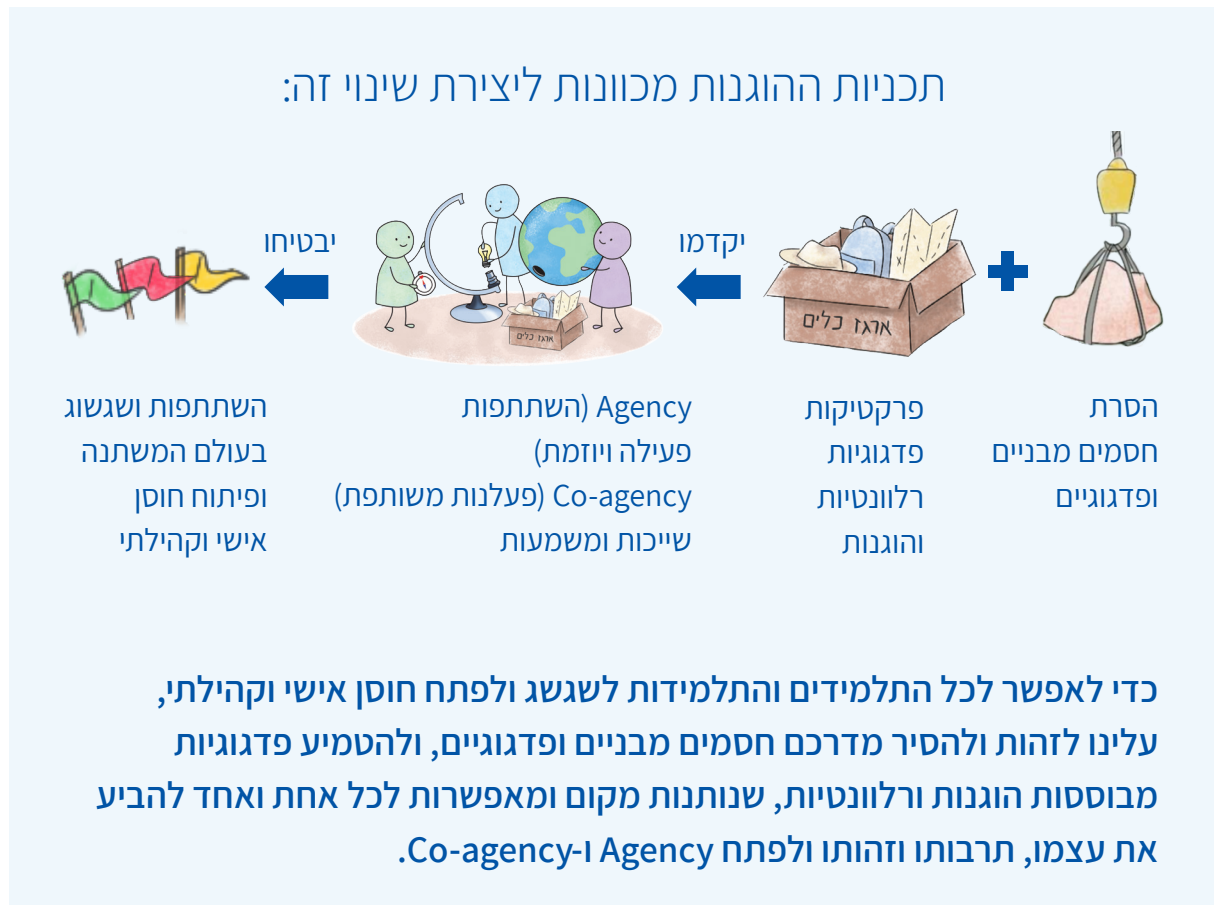 תכניות ההוגנות מכוונות ליצירת שינוי זה:
יקדמו
יבטיחו
ארגז כלים
ארגז כלים
הסרת
חסמים מבניים
ופדגוגיים
פרקטיקות
פדגוגיות
רלוונטיות
והוגנות
Agency (השתתפות
פעילה ויוזמת)
Co-agency (פעלנות משותפת)
שייכות ומשמעות
השתתפות ושגשוג
בעולם המשתנה
ופיתוח חוסן
אישי וקהילתי
כדי לאפשר לכל התלמידים והתלמידות לשגשג ולפתח חוסן אישי וקהילתי,
עלינו לזהות ולהסיר מדרכם חסמים מבניים ופדגוגיים, ולהטמיע פדגוגיות
מבוססות הוגנות ורלוונטיות, שנותנות מקום ומאפשרות לכל אחת ואחד להביע
את עצמו, תרבותו וזהותו ולפתח Agency ו-Co-agency.